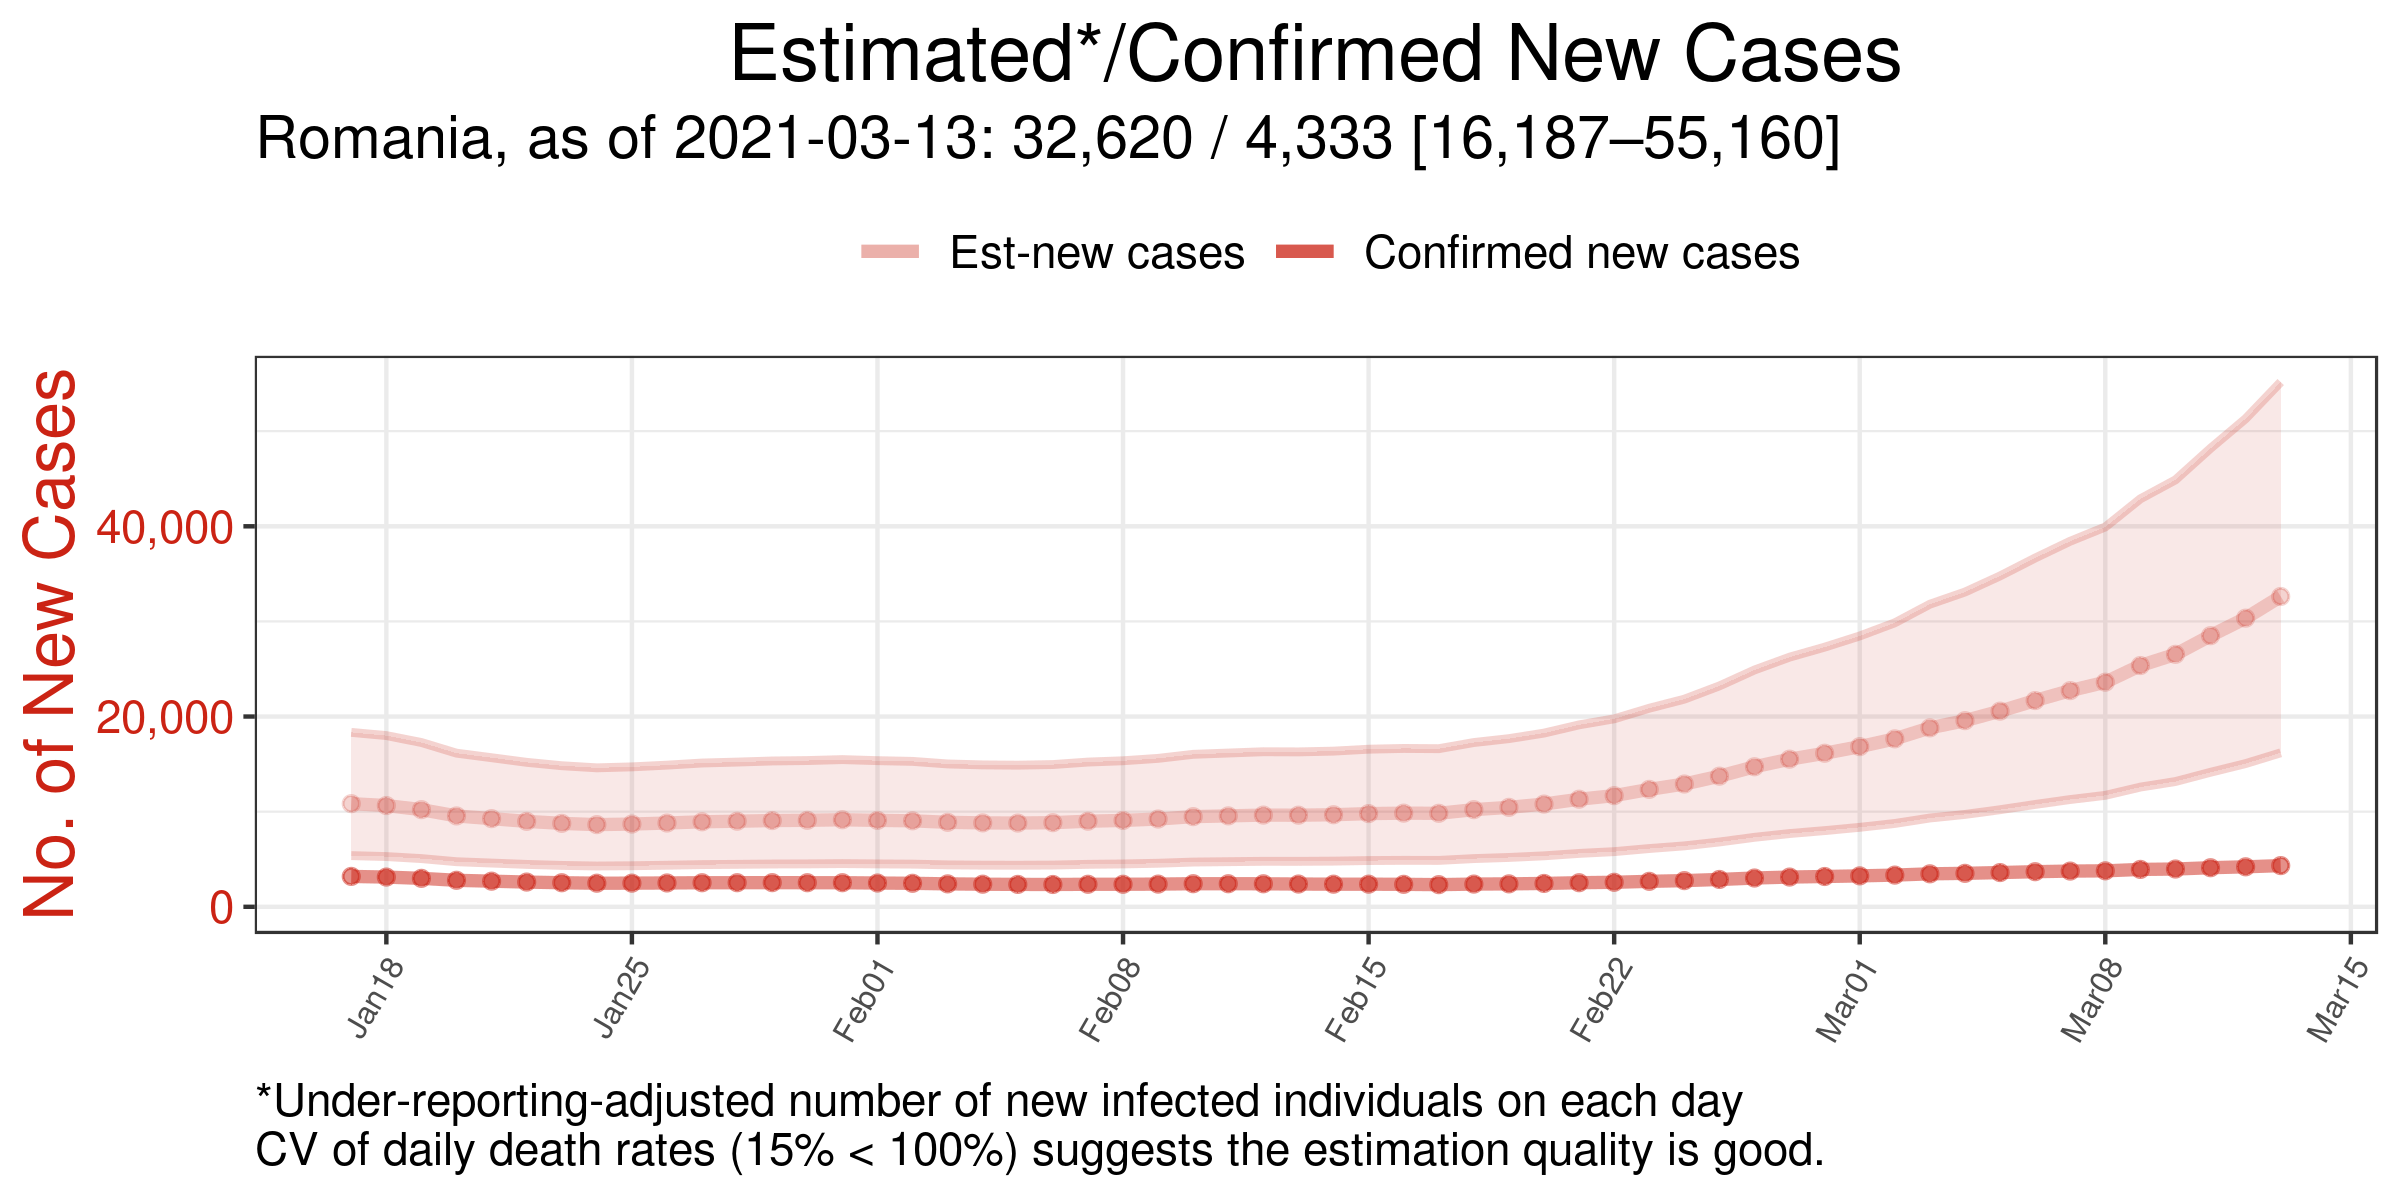 Estimated*/Confirmed New Cases
Romania, as of 2021-03-13: 32,620 / 4,333 [16,187–55,160]
Est-new cases
Confirmed new cases
No. of New Cases
40,000
20,000
0
Jan18
Jan25
Feb01
Feb08
Feb15
Feb22
Mar01
Mar08
Mar15
*Under-reporting-adjusted number of new infected individuals on each day
CV of daily death rates (15% < 100%) suggests the estimation quality is good.